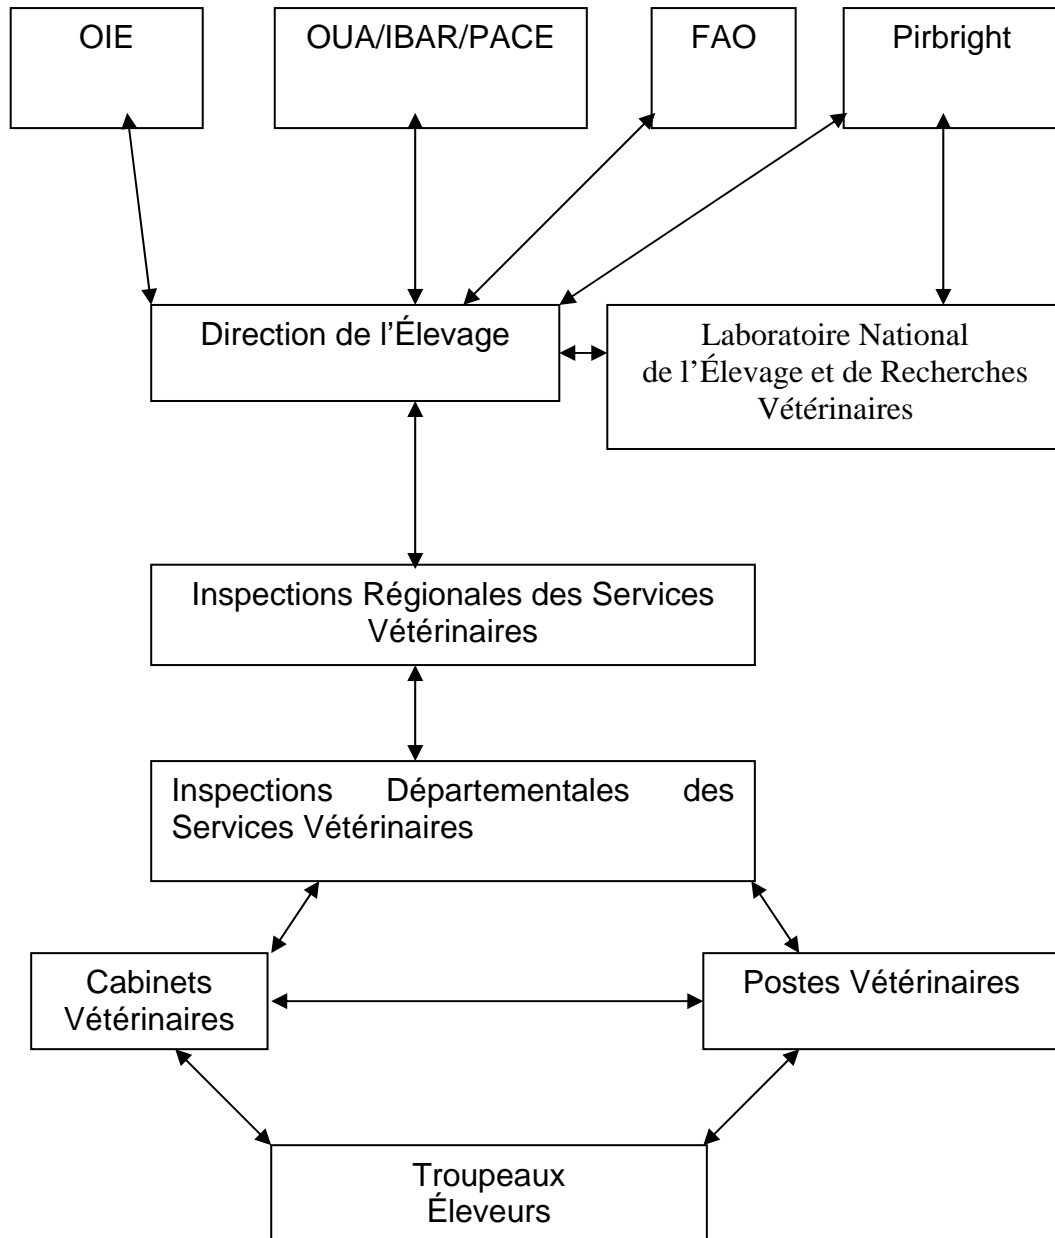 OIE
OUA/IBAR/PACE
FAO
Pirbright
Direction de l’Élevage
Laboratoire National
de l’Élevage et de Recherches
Vétérinaires
Inspections Régionales des Services
Vétérinaires
Inspections Départementales des
Services Vétérinaires
Cabinets
Vétérinaires
Postes Vétérinaires
Troupeaux
Éleveurs